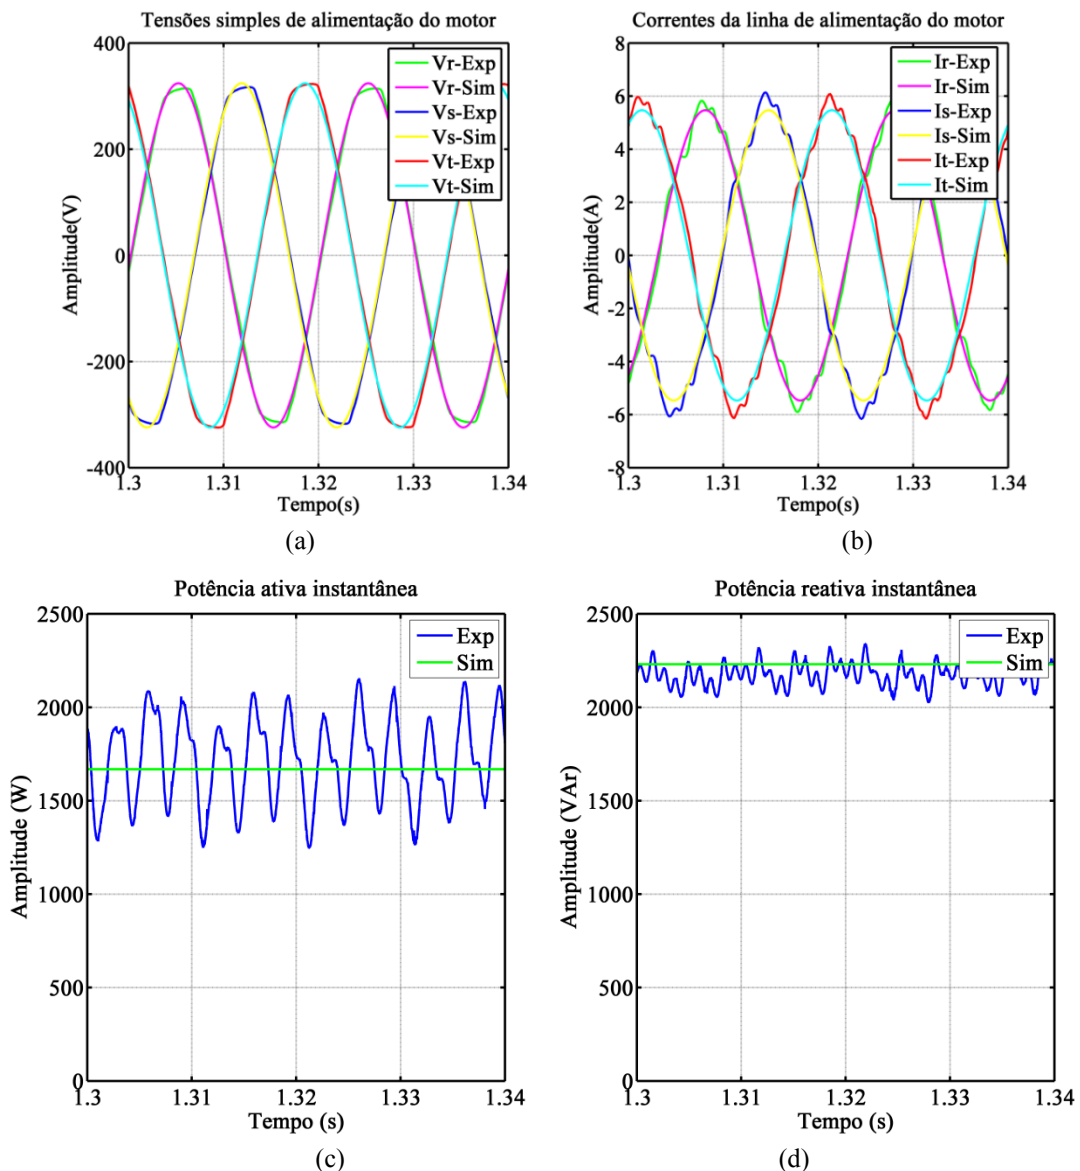 Tensões simples de alimentação do motor
400
200
0
-200
-400
Amplitude(V)
Vr-Exp
Vr-Sim
Vs-Exp
Vs-Sim
Vt-Exp
Vt-Sim
1.3 1.31 1.32 1.33 1.34
Tempo(s)
(a)
Correntes da linha de alimentação do motor
8
6
4
2
0
-2
-4
-6
-8
Amplitude(A)
Ir-Exp
Ir-Sim
Is-Exp
Is-Sim
It-Exp
It-Sim
1.3 1.31 1.32 1.33 1.34
Tempo(s)
(b)
Potência ativa instantânea
2500
2000
1500
1000
500
0
Amplitude (W)
Exp
Sim
1.3 1.31 1.32 1.33 1.34
Tempo (s)
(c)
Potência reativa instantânea
2500
2000
1500
1000
500
0
Amplitude (VAr)
Exp
Sim
1.3 1.31 1.32 1.33 1.34
Tempo (s)
(d)